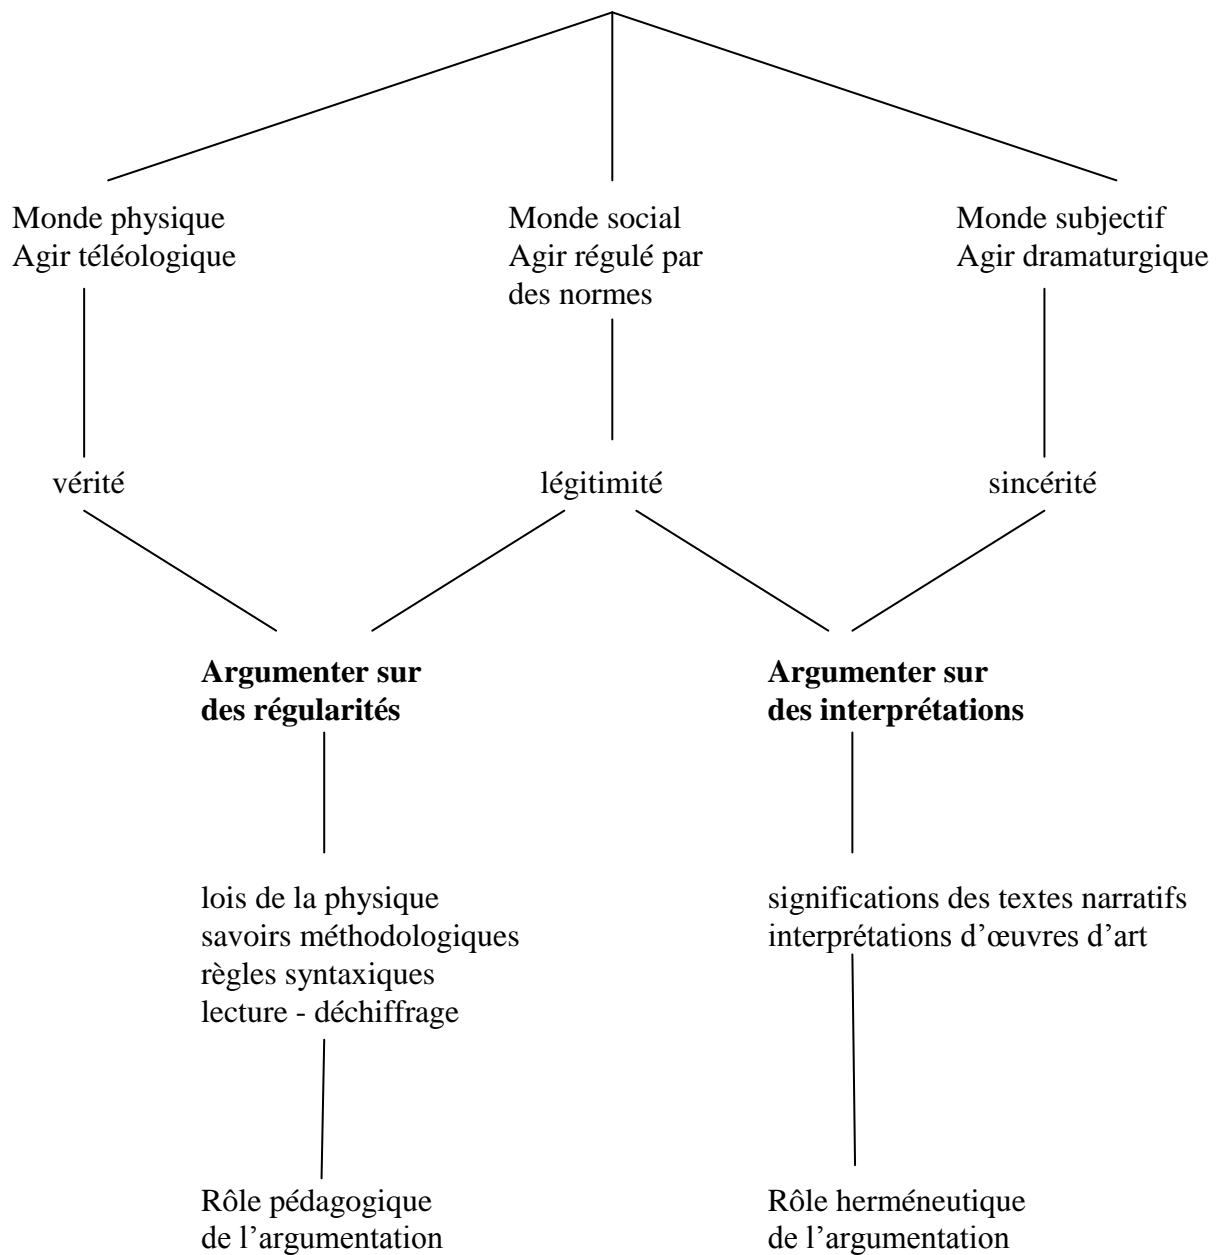 Monde physique
Agir téléologique
Monde social
Agir régulé par
des normes
Monde subjectif
Agir dramaturgique
vérité
légitimité
sincérité
Argumenter sur
des régularités
Argumenter sur
des interprétations
lois de la physique
savoirs méthodologiques
règles syntaxiques
lecture - déchiffrage
significations des textes narratifs
interprétations d’œuvres d’art
Rôle pédagogique
de l’argumentation
Rôle herméneutique
de l’argumentation